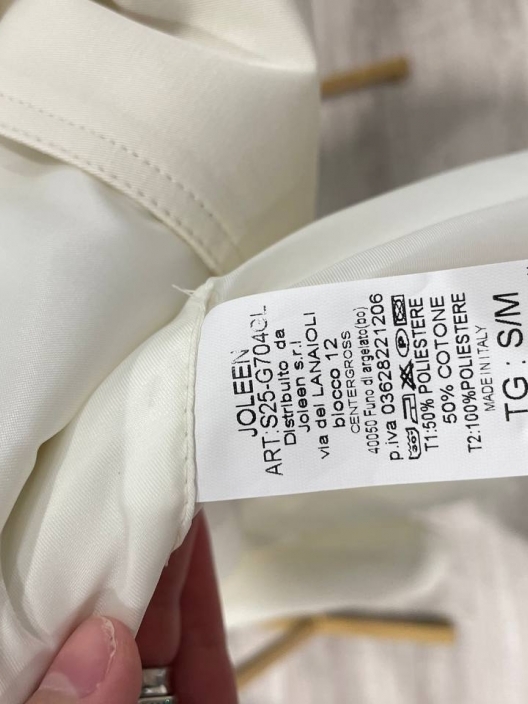 JOLEEN
ART:S25-G704CL
Distribuito da
Joleen s.r.l
via dei LANAIOLI
blocco 12
CENTERGROSS
40050 Funo di argelato(bo)
p.iva 03628221206
T1:50% POLIESTERE
50% COTONE
T2:100%POLIESTERE
MADE IN ITALY
TG : S/M